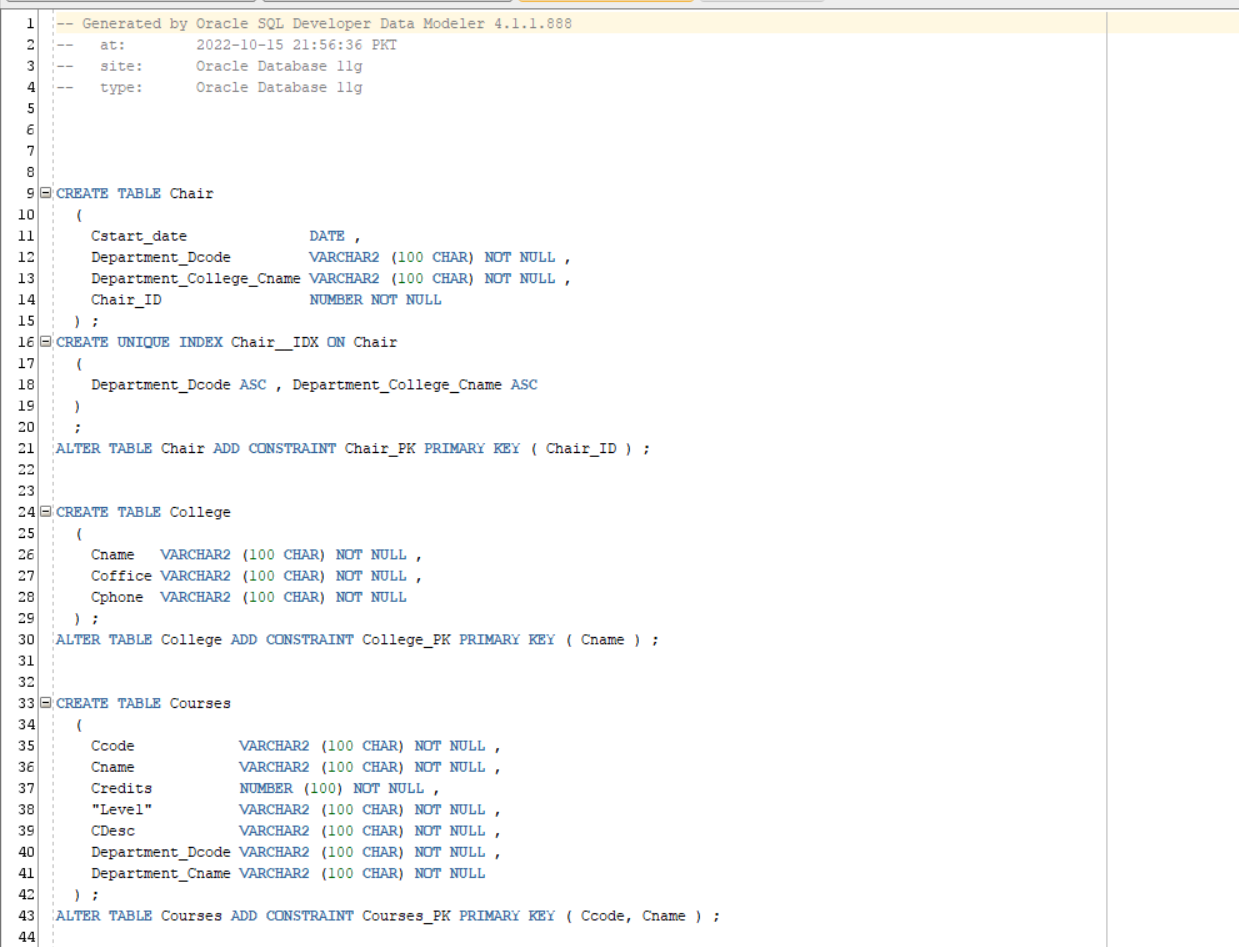 1 -- Generated by Oracle SQL Developer Data Modeler 4.1.1.888
2 --   at:        2022-10-15 21:56:36 PKT
3 --   site:      Oracle Database 11g
4 --   type:      Oracle Database 11g
5
6
7
8
9 CREATE TABLE Chair
10   (
11     Cstart_date              DATE ,
12     Department_Dcode         VARCHAR2 (100 CHAR) NOT NULL ,
13     Department_College_Cname VARCHAR2 (100 CHAR) NOT NULL ,
14     Chair_ID                 NUMBER NOT NULL
15   ) ;
16 CREATE UNIQUE INDEX Chair__IDX ON Chair
17   (
18     Department_Dcode ASC , Department_College_Cname ASC
19   )
20   ;
21 ALTER TABLE Chair ADD CONSTRAINT Chair_PK PRIMARY KEY ( Chair_ID ) ;
22
23
24 CREATE TABLE College
25   (
26     Cname   VARCHAR2 (100 CHAR) NOT NULL ,
27     Coffice VARCHAR2 (100 CHAR) NOT NULL ,
28     Cphone  VARCHAR2 (100 CHAR) NOT NULL
29   ) ;
30 ALTER TABLE College ADD CONSTRAINT College_PK PRIMARY KEY ( Cname ) ;
31
32
33 CREATE TABLE Courses
34   (
35     Ccode            VARCHAR2 (100 CHAR) NOT NULL ,
36     Cname            VARCHAR2 (100 CHAR) NOT NULL ,
37     Credits          NUMBER (100) NOT NULL ,
38     "Level"          VARCHAR2 (100 CHAR) NOT NULL ,
39     CDesc            VARCHAR2 (100 CHAR) NOT NULL ,
40     Department_Dcode VARCHAR2 (100 CHAR) NOT NULL ,
41     Department_Cname VARCHAR2 (100 CHAR) NOT NULL
42   ) ;
43 ALTER TABLE Courses ADD CONSTRAINT Courses_PK PRIMARY KEY ( Ccode, Cname ) ;
44